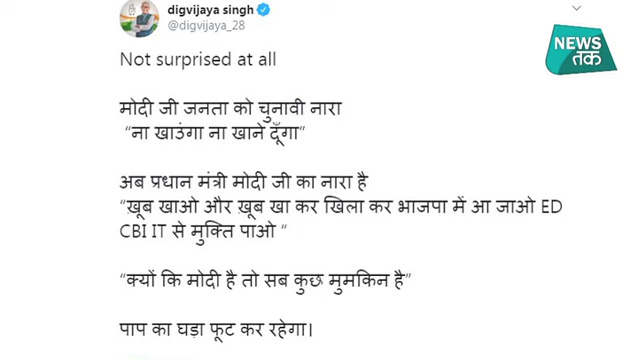 digvijaya singh
@digvijaya_28
NEWS
तक
Not surprised at all
मोदी जी जनता को चुनावी नारा
“ना खाउंगा ना खाने दूँगा”
अब प्रधान मंत्री मोदी जी का नारा है
“ख़ूब खाओ और ख़ूब खा कर खिला कर भाजपा में आ जाओ ED
CBI IT से मुक्ति पाओ ”
“क्यों कि मोदी है तो सब कुछ मुमकिन है”
पाप का घड़ा फूट कर रहेगा।